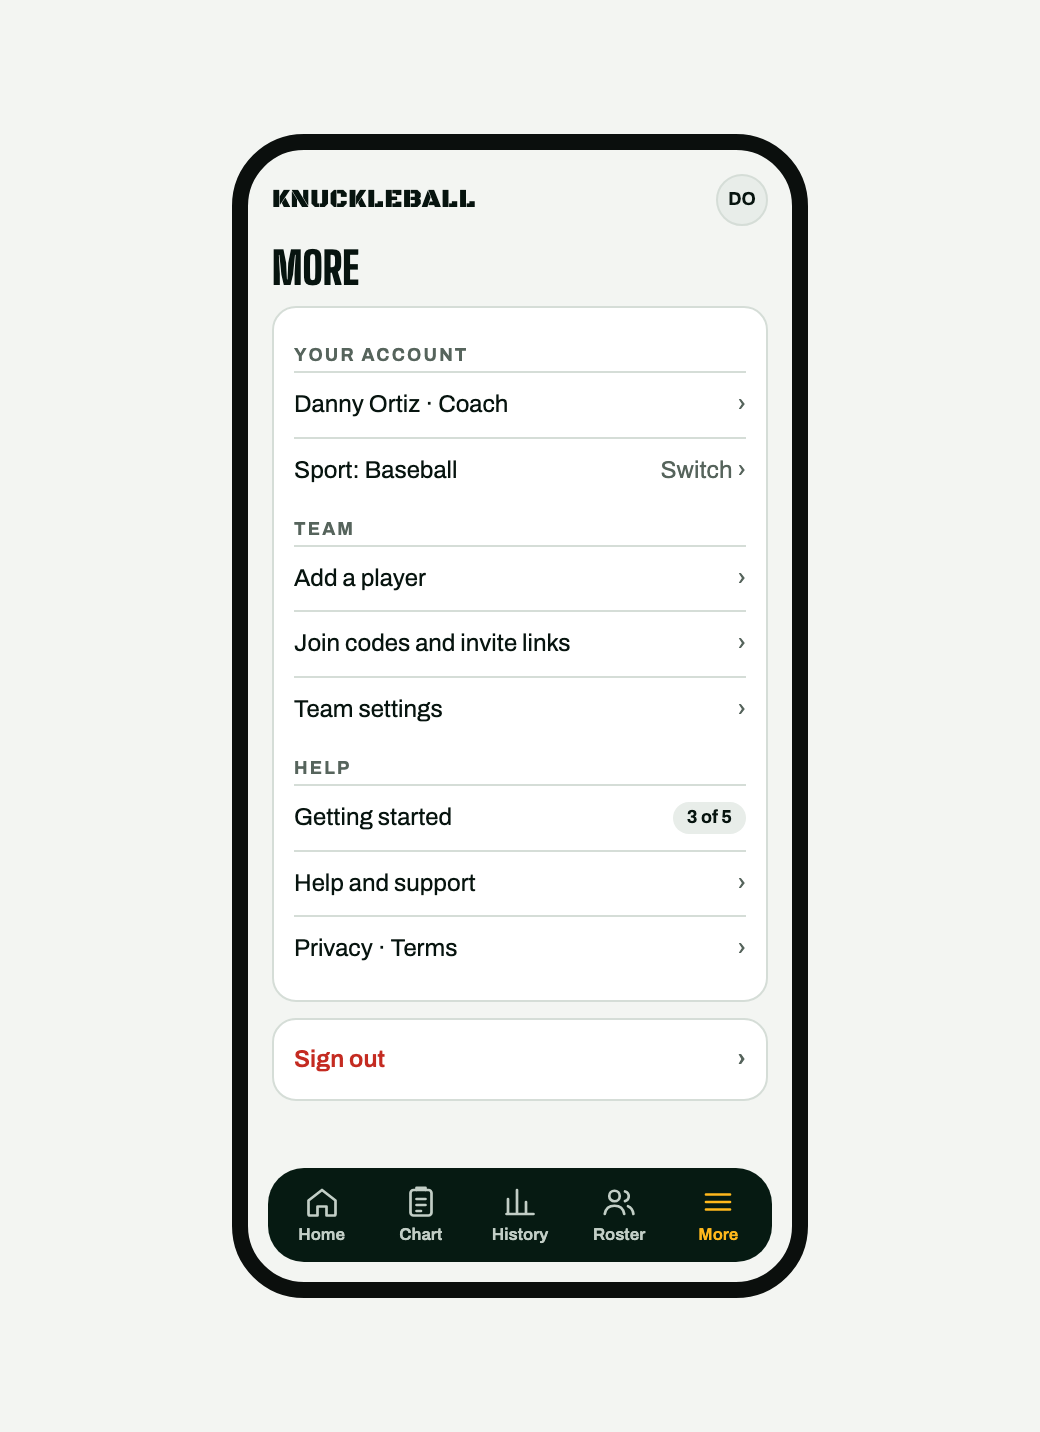 KNUCKLEBALL
DO
MORE
YOUR ACCOUNT
Danny Ortiz · Coach ›
Sport: Baseball Switch ›
TEAM
Add a player ›
Join codes and invite links ›
Team settings ›
HELP
Getting started 3 of 5
Help and support ›
Privacy · Terms ›
Sign out ›
Home Chart History Roster More